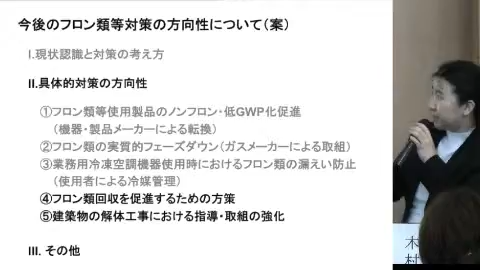 今後のフロン類等対策の方向性について（案）
I.現状認識と対策の考え方
II.具体的対策の方向性
①フロン類等使用製品のノンフロン・低GWP化促進
（機器・製品メーカーによる転換）
②フロン類の実質的フェーズダウン（ガスメーカーによる取組）
③業務用冷凍空調機器使用時におけるフロン類の漏えい防止
（使用者による冷媒管理）
④フロン類回収を促進するための方策
⑤建築物の解体工事における指導・取組の強化
III. その他
木村